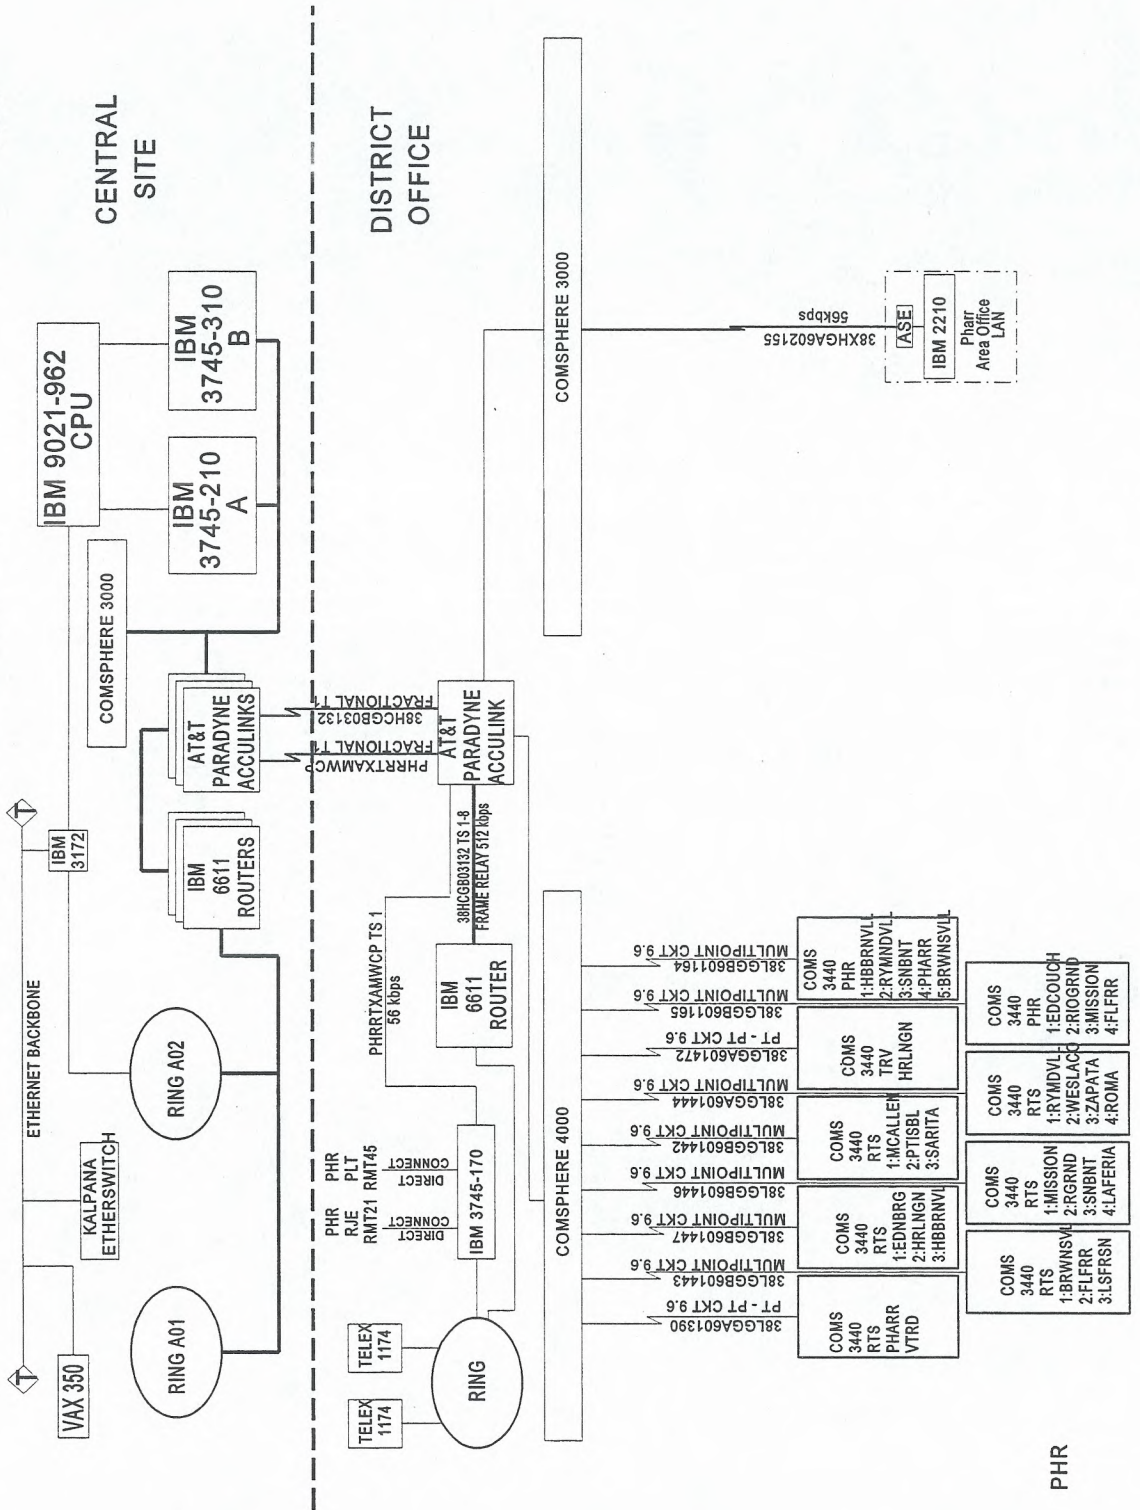 ETHERNET BACKBONE
T
T
VAX 350
KALPANA
ETHERSWITCH
IBM
3172
IBM 9021-962
CPU
CENTRAL
SITE
COMSPHERE 3000
RING A01
RING A02
IBM
6611
ROUTERS
AT&T
PARADYNE
ACCULINKS
IBM
3745-210
A
IBM
3745-310
B
DISTRICT
OFFICE
PHRRTXAMWCP
FRACTIONAL T1
38HCGB03132
FRACTIONAL T1
TELEX
1174
TELEX
1174
RING
PHR
RJE
RMT21
DIRECT
CONNECT
PHR
PLT
RMT45
DIRECT
CONNECT
IBM 3745-170
PHRRTXAMWCP TS 1
56 kbps
IBM
6611
ROUTER
38HCGB03132 TS 1-8
FRAME RELAY 512 kbps
AT&T
PARADYNE
ACCULINK
COMSPHERE 4000
COMSPHERE 3000
38LGGA601390
PT - PT CKT 9.6
38LGGB601443
MULTIPOINT CKT 9.6
38LGGB601447
MULTIPOINT CKT 9.6
38LGGB601446
MULTIPOINT CKT 9.6
38LGGB601442
MULTIPOINT CKT 9.6
38LGGA601444
MULTIPOINT CKT 9.6
38LGGA601472
PT - PT CKT 9.6
38LGGB601165
MULTIPOINT CKT 9.6
38LGGB601164
MULTIPOINT CKT 9.6
38XHGA602155
56kbps
ASE
IBM 2210
Pharr
Area Office
LAN
COMS
3440
RTS
PHARR
VTRD
COMS
3440
RTS
1:EDNBRG
2:HRLNGN
3:HBBRNVL
COMS
3440
RTS
1:MCALLEN
2:PTISBL
3:SARITA
COMS
3440
TRV
HRLNGN
COMS
3440
PHR
1:HBBRNVLL
2:RYMNDVLL
3:SNBNT
4:PHARR
5:BRWNSVLL
COMS
3440
RTS
1:BRWNSVL
2:FLFRR
3:LSFRSN
COMS
3440
RTS
1:MISSION
2:RGRND
3:SNBNT
4:LAFERIA
COMS
3440
RTS
1:RYMDVLL
2:WESLACO
3:ZAPATA
4:ROMA
COMS
3440
PHR
1:EDCOUCH
2:RIOGRND
3:MISSION
4:FLFRR
PHR